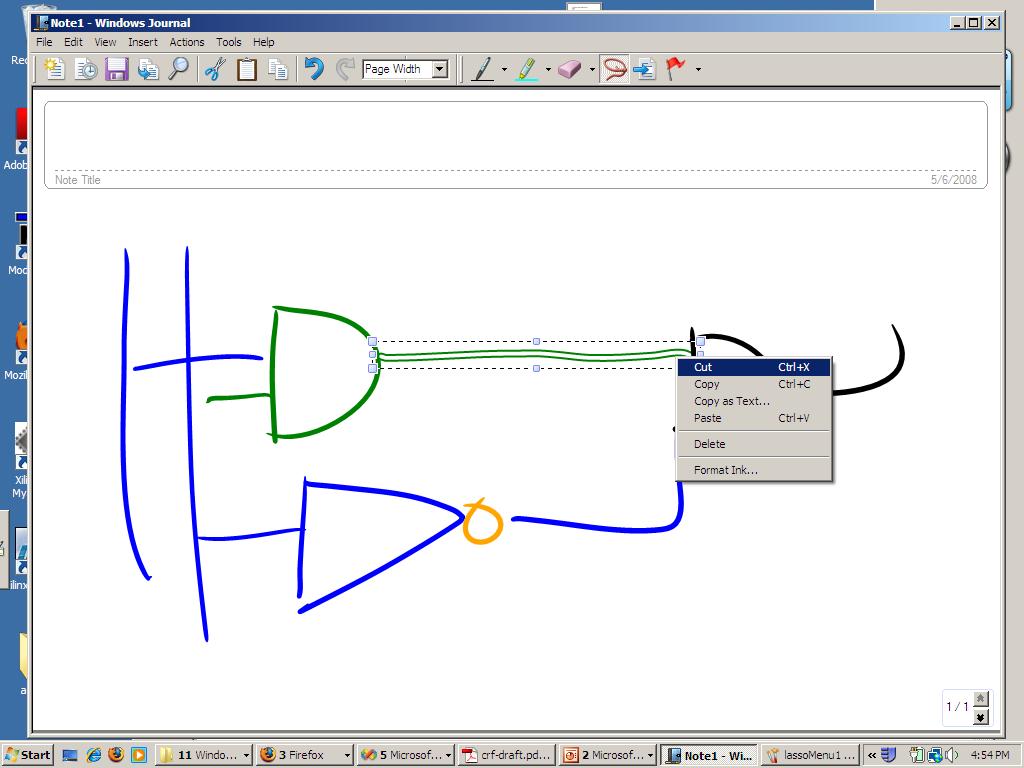 Note1 - Windows Journal
File Edit View Insert Actions Tools Help
Page Width
Note Title 5/6/2008
Cut Ctrl+X
Copy Ctrl+C
Copy as Text...
Paste Ctrl+V
Delete
Format Ink...
1 / 1
Rec
Adob
Moc
Mozil
Xili
My
ilinx
a
Start 11 Windo... 3 Firefox 5 Microsof... crf-draft.pd... 2 Microsof... Note1 - Wi... lassoMenu1 ... « 4:54 PM